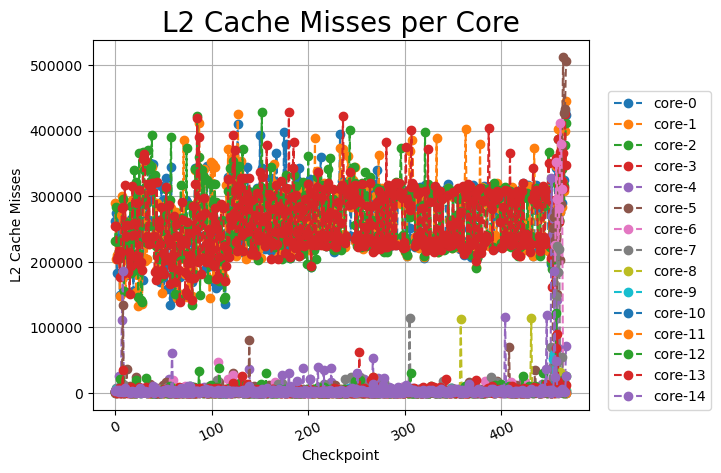 L2 Cache Misses per Core
L2 Cache Misses
500000
400000
300000
200000
100000
0
0
100
200
300
400
Checkpoint
core-0
core-1
core-2
core-3
core-4
core-5
core-6
core-7
core-8
core-9
core-10
core-11
core-12
core-13
core-14